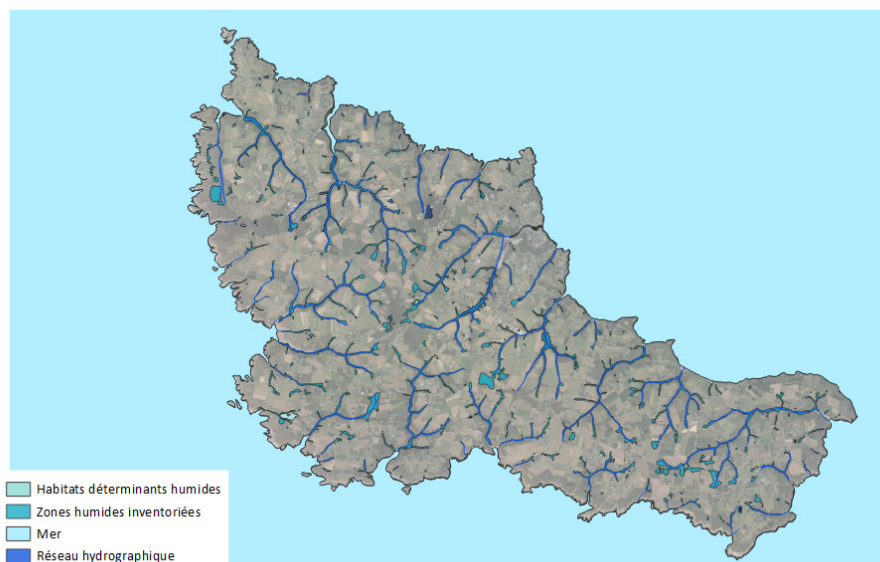 Habitats déterminants humides
Zones humides inventoriées
Mer
Réseau hydrographique